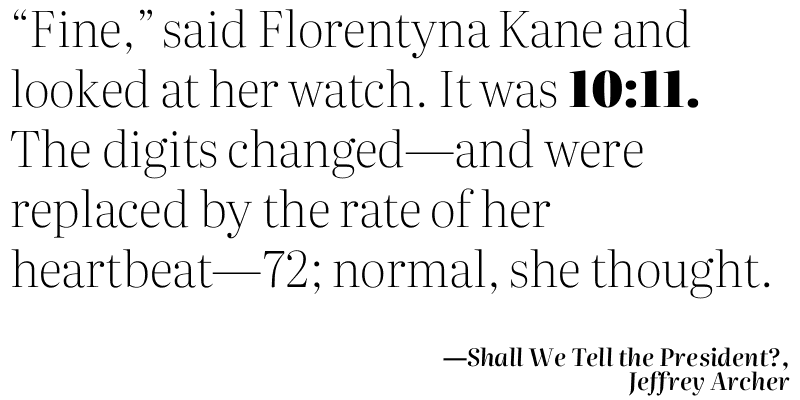 “Fine,” said Florentyna Kane and
looked at her watch. It was 10:11.
The digits changed—and were
replaced by the rate of her
heartbeat—72; normal, she thought.
—Shall We Tell the President?,
Jeffrey Archer